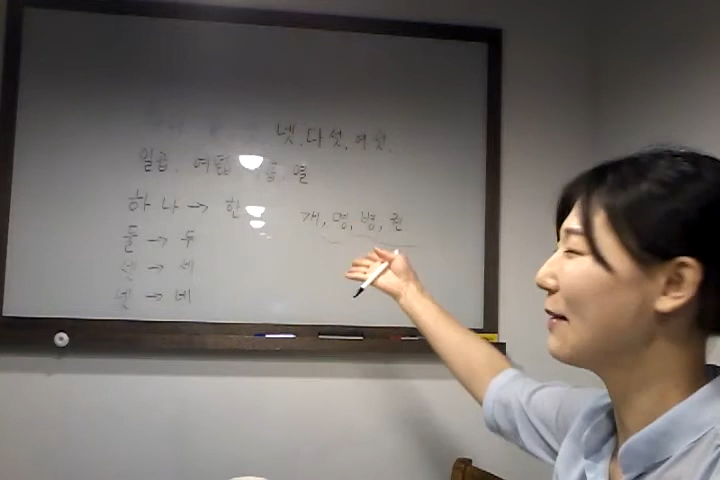 넷, 다섯, 여섯,
일곱, 여덟 열
하나 → 한
개, 명, 병, 권
둘 → 두
셋 → 세
넷 → 네